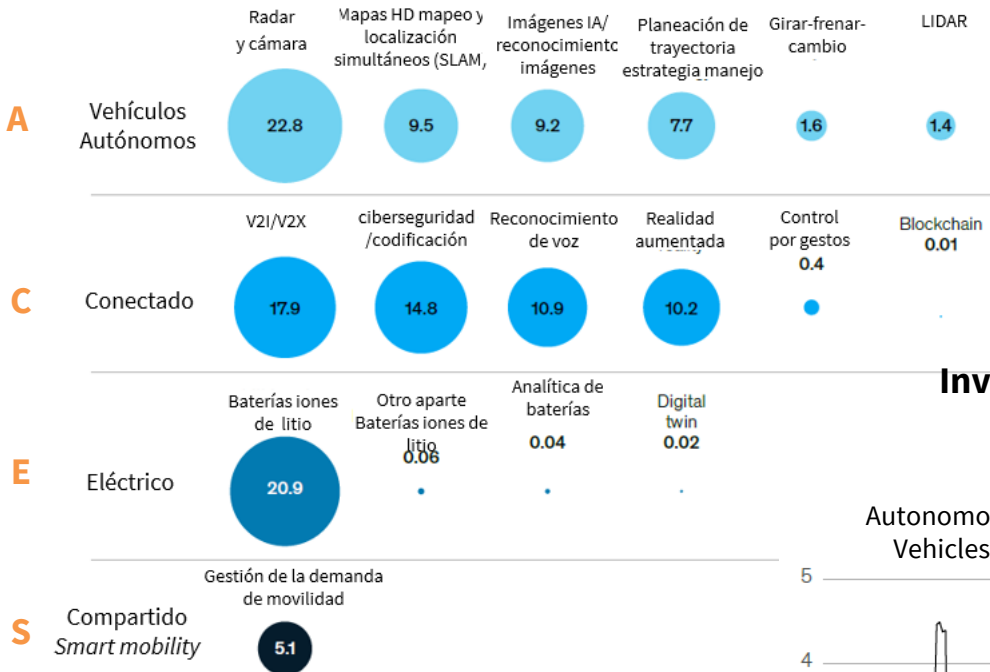 Radar
y cámara
Mapas HD mapeo y
localización
simultáneos (SLAM,
Imágenes IA/
reconocimiento
imágenes
Planeación de
trayectoria
estrategia manejo
Girar-frenar-
cambio
LIDAR
A
Vehículos
Autónomos
22.8
9.5
9.2
7.7
1.6
1.4
V2I/V2X
ciberseguridad
/codificación
Reconocimiento
de voz
Realidad
aumentada
Control
por gestos
0.4
Blockchain
0.01
C
Conectado
17.9
14.8
10.9
10.2
Inv
Baterías iones
de litio
Otro aparte
Baterías iones de
litio
0.06
Analítica de
baterías
0.04
Digital
twin
0.02
E
Eléctrico
20.9
Autonomo
Vehicles
5
4
Gestión de la demanda
de movilidad
S
Compartido
Smart mobility
5.1